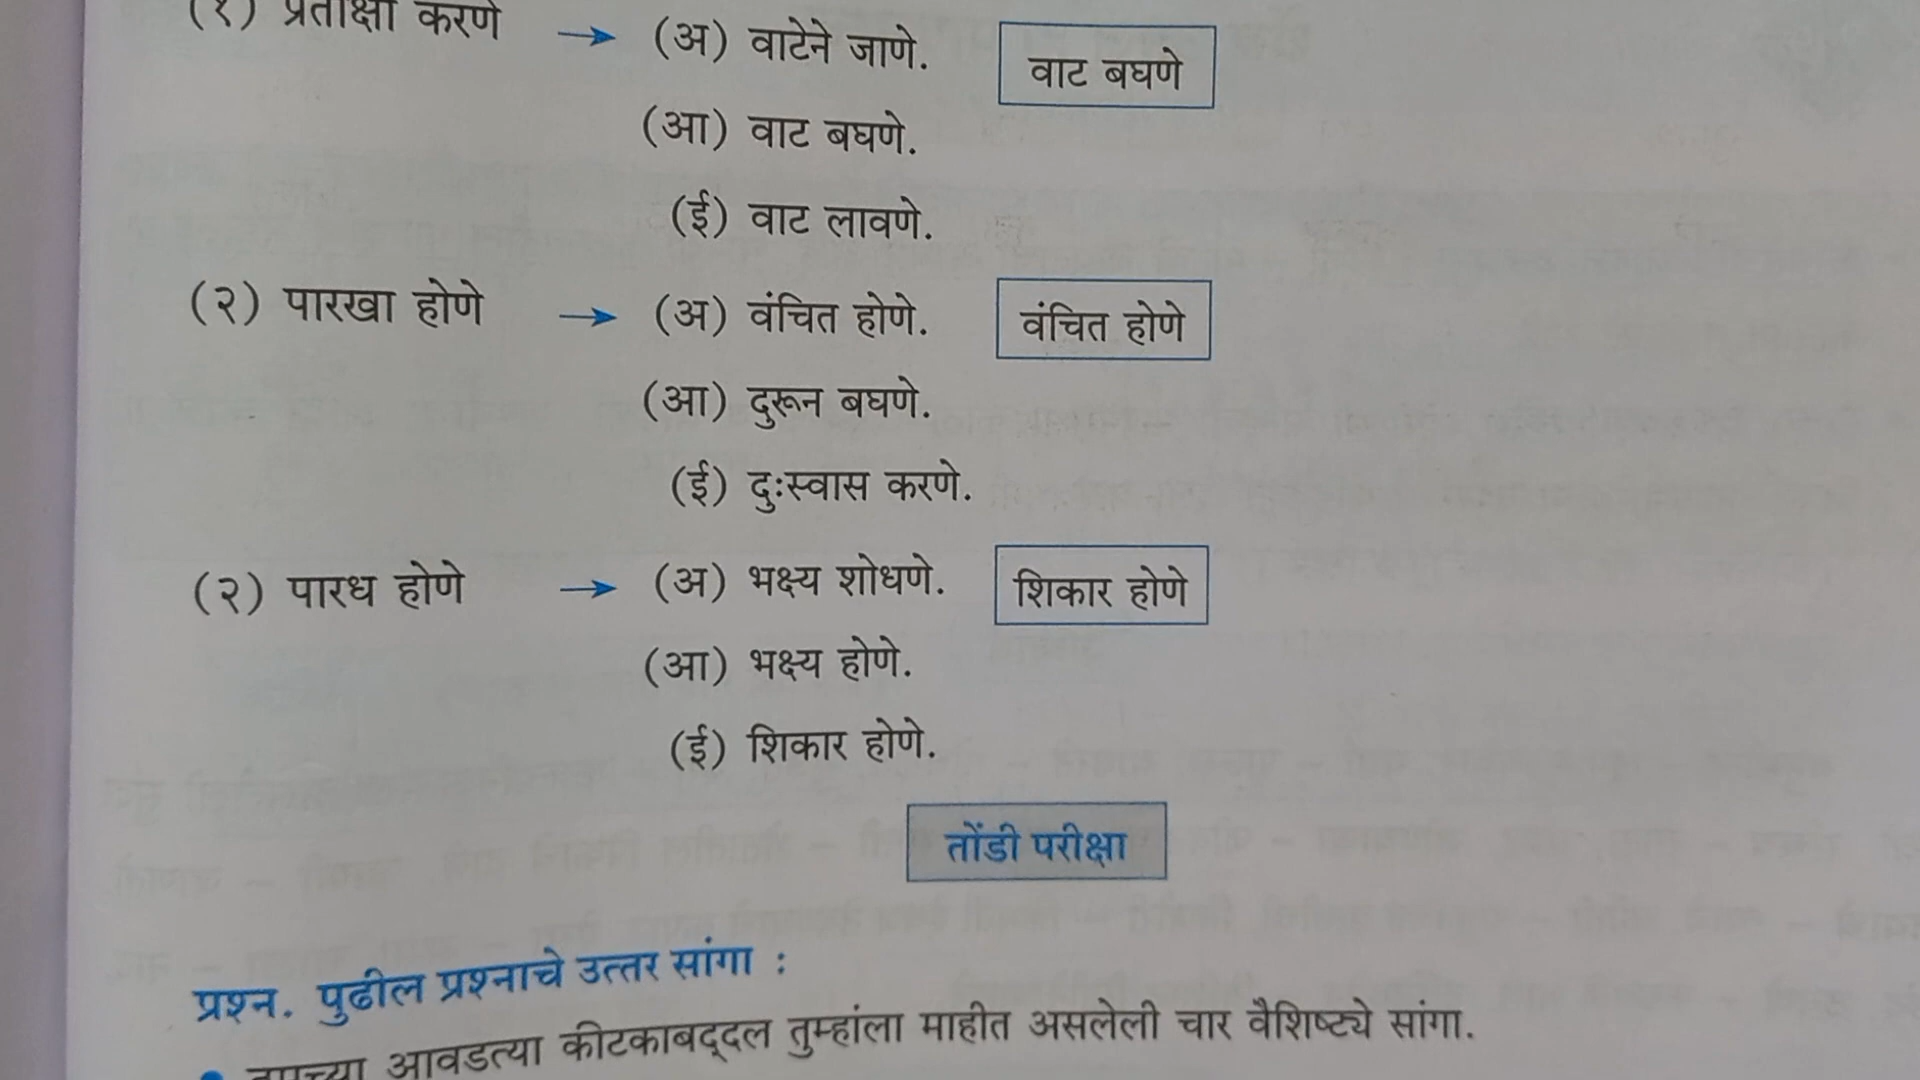 (१) प्रतीक्षा करणे → (अ) वाटेने जाणे. वाट बघणे
(आ) वाट बघणे.
(ई) वाट लावणे.
(२) पारखा होणे → (अ) वंचित होणे. वंचित होणे
(आ) दुरून बघणे.
(ई) दुःस्वास करणे.
(२) पारध होणे → (अ) भक्ष्य शोधणे. शिकार होणे
(आ) भक्ष्य होणे.
(ई) शिकार होणे.
तोंडी परीक्षा
प्रश्न. पुढील प्रश्नाचे उत्तर सांगा :
आवडत्या कीटकाबद्दल तुम्हांला माहीत असलेली चार वैशिष्ट्ये सांगा.